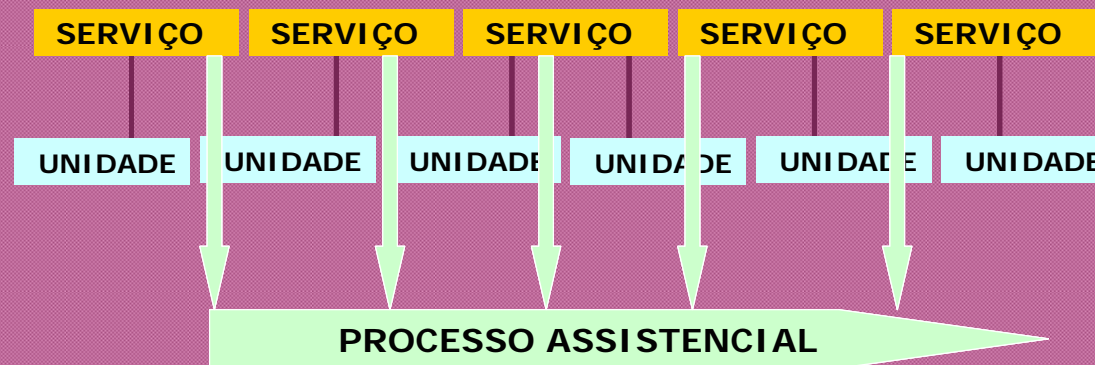 SERVIÇO SERVIÇO SERVIÇO SERVIÇO SERVIÇO
UNIDADE UNIDADE UNIDADE UNIDADE UNIDADE UNIDADE
PROCESSO ASSISTENCIAL